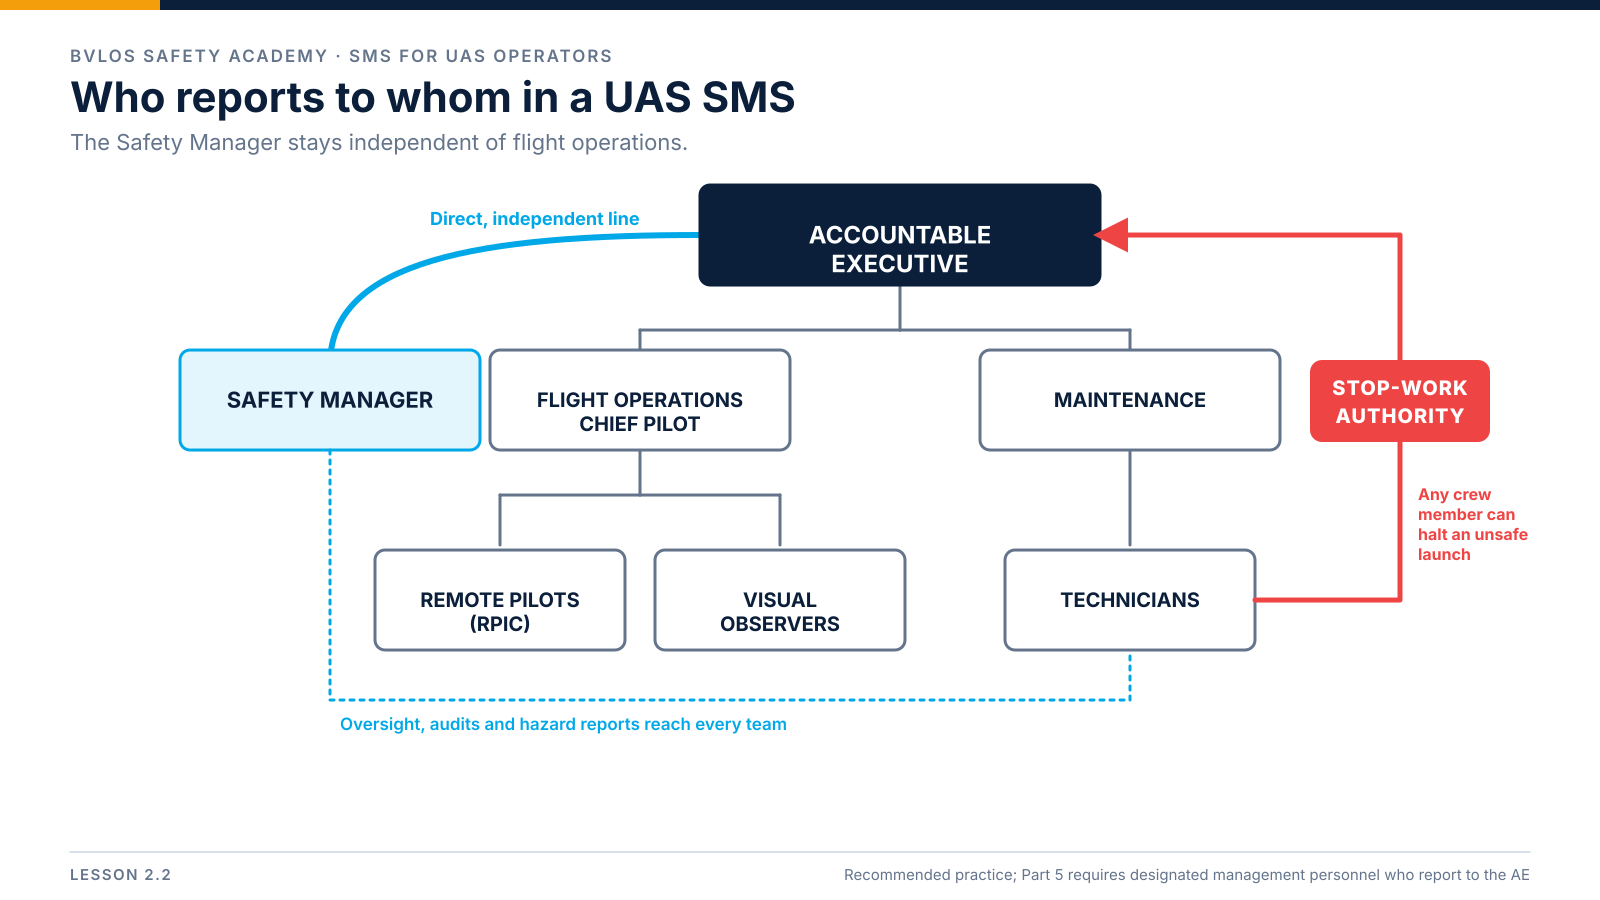 BVLOS SAFETY ACADEMY · SMS FOR UAS OPERATORS
Who reports to whom in a UAS SMS
The Safety Manager stays independent of flight operations.
Direct, independent line
ACCOUNTABLE
EXECUTIVE
SAFETY MANAGER
FLIGHT OPERATIONS
CHIEF PILOT
MAINTENANCE
STOP-WORK
AUTHORITY
Any crew
member can
halt an unsafe
launch
REMOTE PILOTS
(RPIC)
VISUAL
OBSERVERS
TECHNICIANS
Oversight, audits and hazard reports reach every team
LESSON 2.2
Recommended practice; Part 5 requires designated management personnel who report to the AE